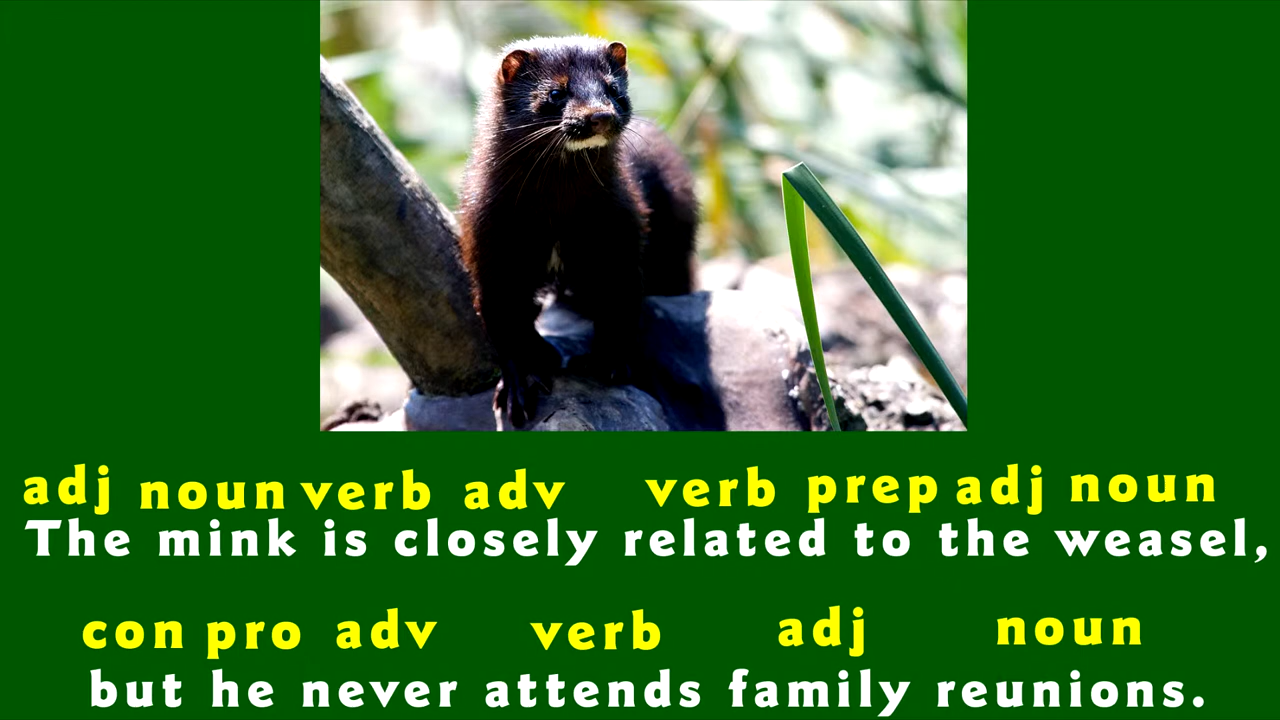 adj noun verb adv verb prep adj noun
The mink is closely related to the weasel,
con pro adv verb adj noun
but he never attends family reunions.